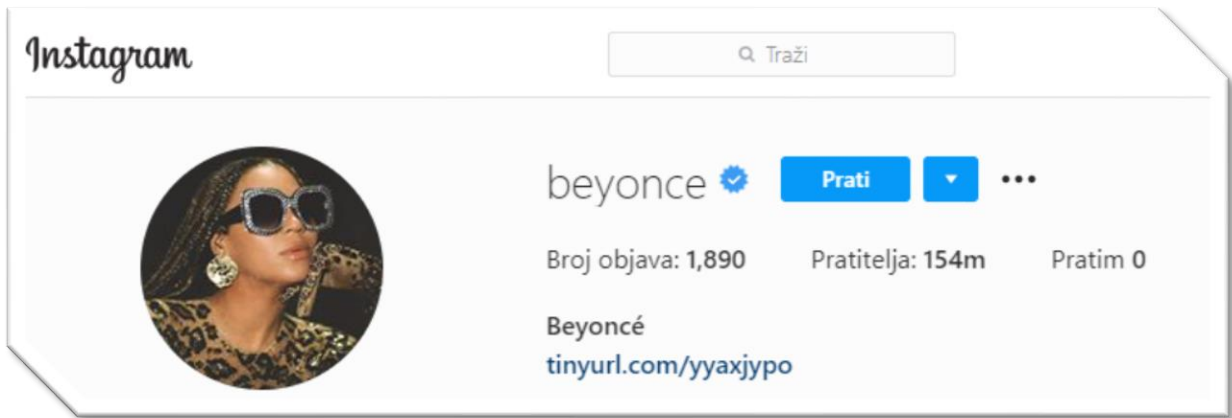 Instagram
Traži
beyonce Prati
Broj objava: 1,890 Pratitelja: 154m Pratim 0
Beyoncé
tinyurl.com/yyaxjypo